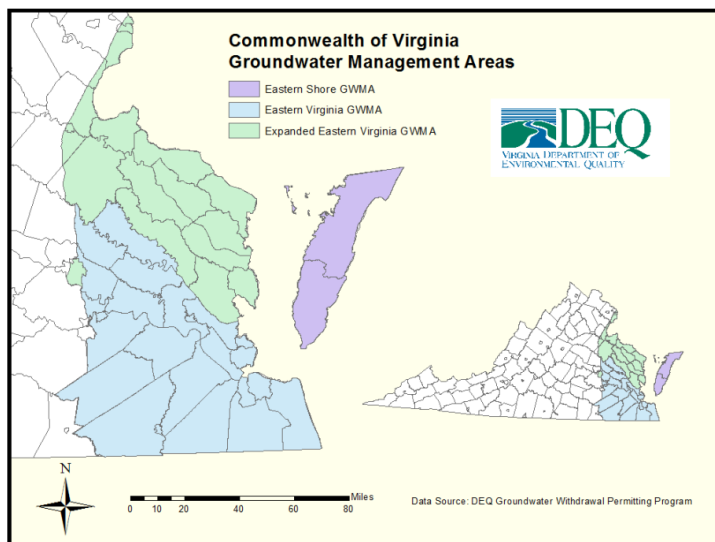 Commonwealth of Virginia
Groundwater Management Areas
Eastern Shore GWMA
Eastern Virginia GWMA
Expanded Eastern Virginia GWMA
DEQ
VIRGINIA DEPARTMENT OF
ENVIRONMENTAL QUALITY
N
Miles
0 10 20 40 60 80
Data Source: DEQ Groundwater Withdrawal Permitting Program